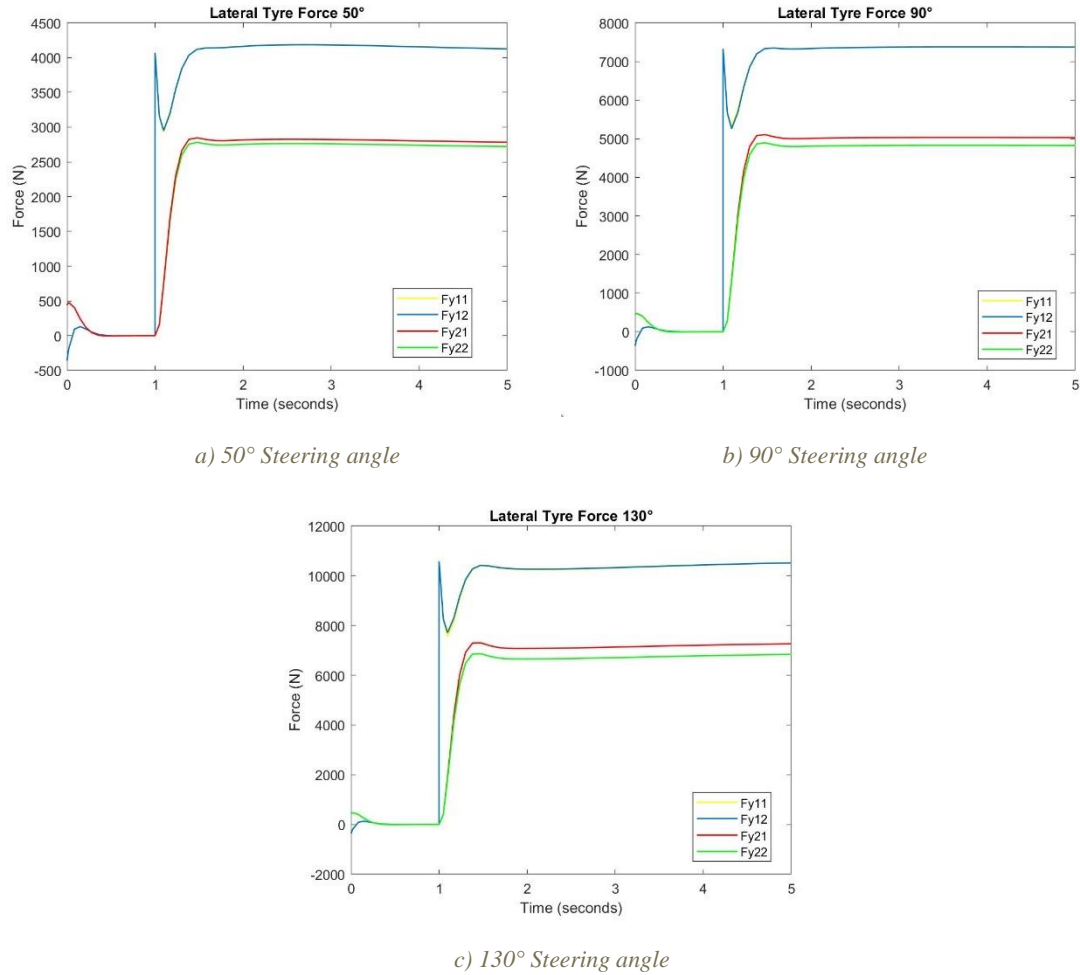 Lateral Tyre Force 50°
4500
4000
3500
3000
2500
2000
1500
1000
500
0
-500
Force (N)
Fy11
Fy12
Fy21
Fy22
0 1 2 3 4 5
Time (seconds)
a) 50° Steering angle
Lateral Tyre Force 90°
9000
8000
7000
6000
5000
4000
3000
2000
1000
0
-1000
Force (N)
Fy11
Fy12
Fy21
Fy22
0 1 2 3 4 5
Time (seconds)
b) 90° Steering angle
Lateral Tyre Force 130°
12000
10000
8000
6000
4000
2000
0
-2000
Force (N)
Fy11
Fy12
Fy21
Fy22
0 1 2 3 4 5
Time (seconds)
c) 130° Steering angle